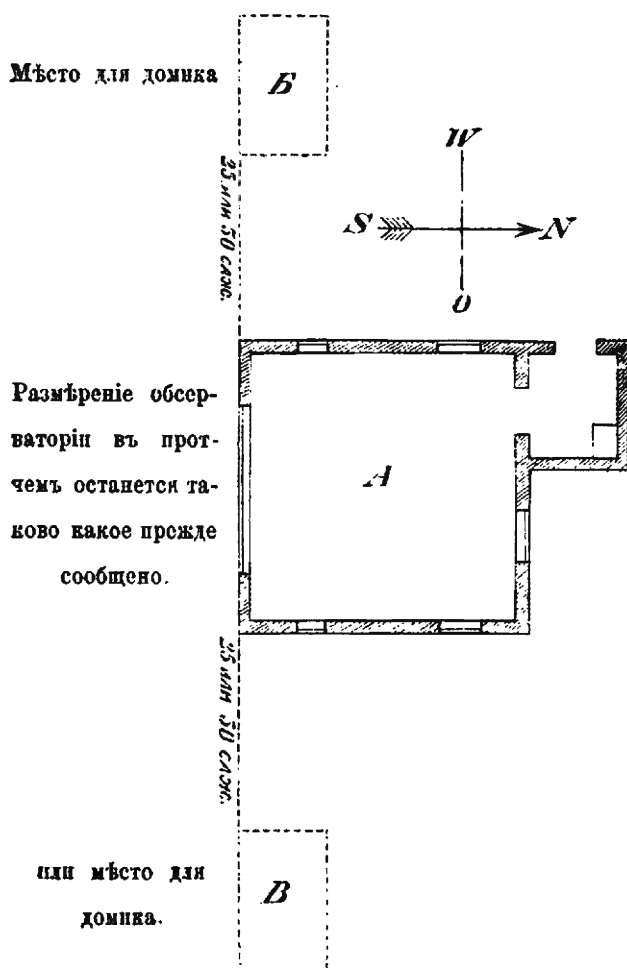 Мѣсто для домика
Б
25 или 50 саж.
W
S
N
O
Размѣреніе обсер-
ваторіи въ прот-
чемъ останется та-
ково какое прежде
сообщено.
А
25 или 50 саж.
или мѣсто для
домика.
В